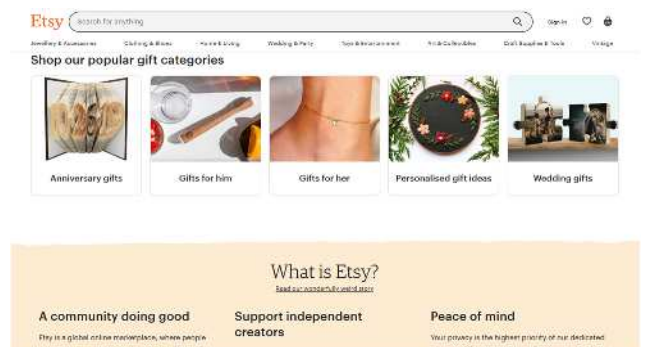 Etsy
Search for anything
Sign in
Jewellery & Accessories Clothing & Shoes Home & Living Wedding & Party Toys & Entertainment Art & Collectibles Craft Supplies & Tools Vintage
Shop our popular gift categories
Anniversary gifts
Gifts for him
Gifts for her
Personalised gift ideas
Wedding gifts
What is Etsy?
Read our wonderfully weird story
A community doing good
Etsy is a global online marketplace, where people
Support independent
creators
Peace of mind
Your privacy is the highest priority of our dedicated